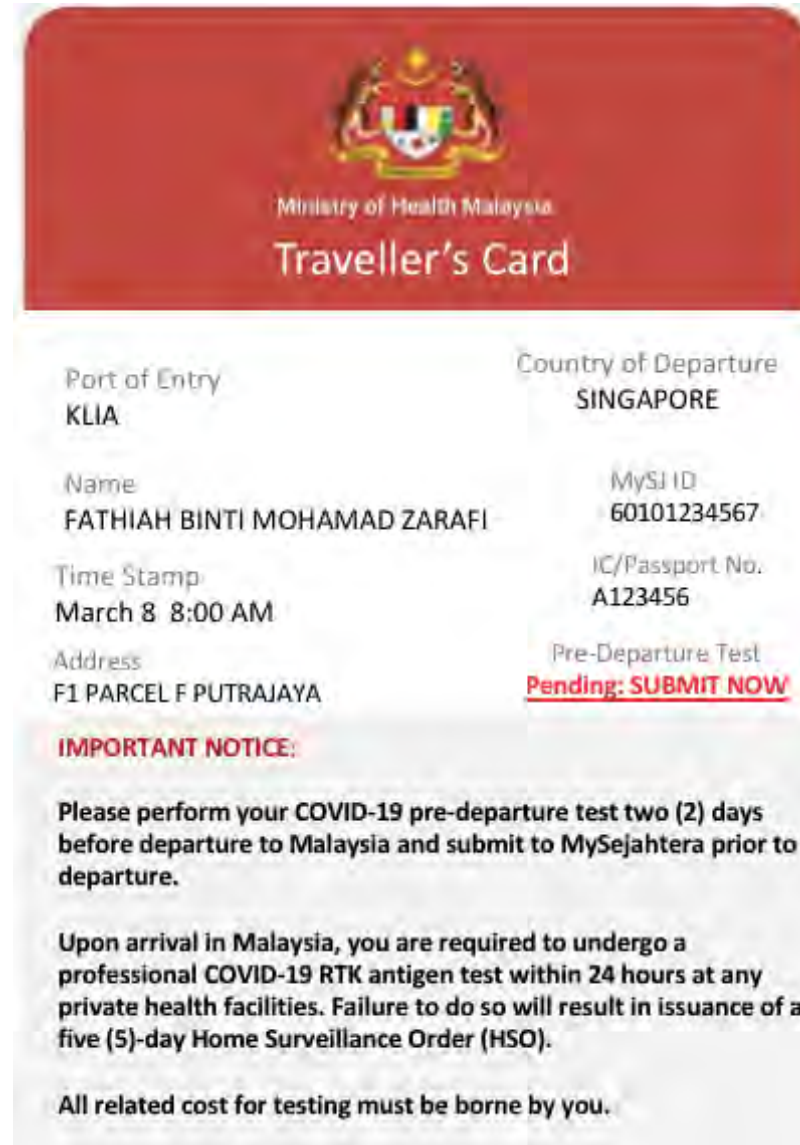 Ministry of Health Malaysia
Traveller's Card
Port of Entry
KLIA
Country of Departure
SINGAPORE
Name
FATHIAH BINTI MOHAMAD ZARAFI
MySJ ID
60101234567
Time Stamp
March 8 8:00 AM
IC/Passport No.
A123456
Address
F1 PARCEL F PUTRAJAYA
Pre-Departure Test
Pending: SUBMIT NOW
IMPORTANT NOTICE:
Please perform your COVID-19 pre-departure test two (2) days
before departure to Malaysia and submit to MySejahtera prior to
departure.
Upon arrival in Malaysia, you are required to undergo a
professional COVID-19 RTK antigen test within 24 hours at any
private health facilities. Failure to do so will result in issuance of a
five (5)-day Home Surveillance Order (HSO).
All related cost for testing must be borne by you.